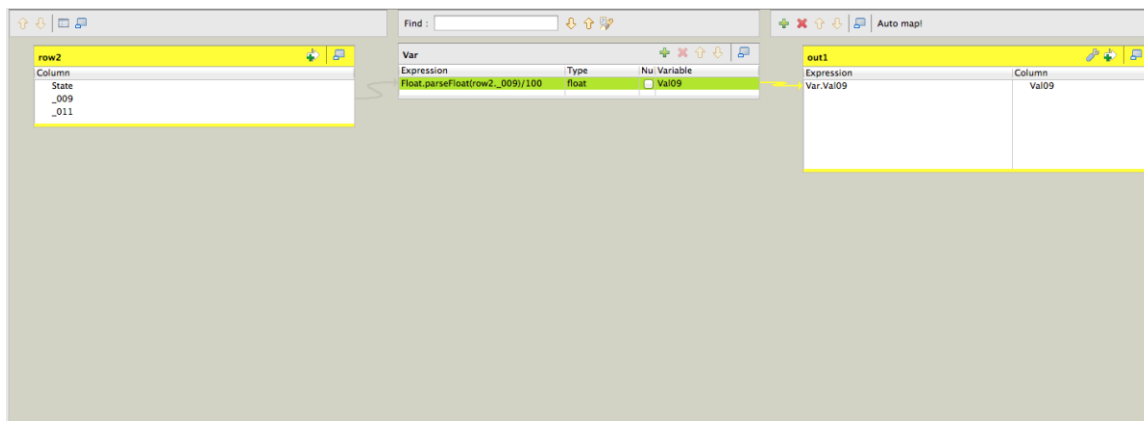 Find :
Auto map!
row2
Column
State
_009
_011
Var
Expression Type Nu Variable
Float.parseFloat(row2._009)/100 float Val09
out1
Expression Column
Var.Val09 Val09